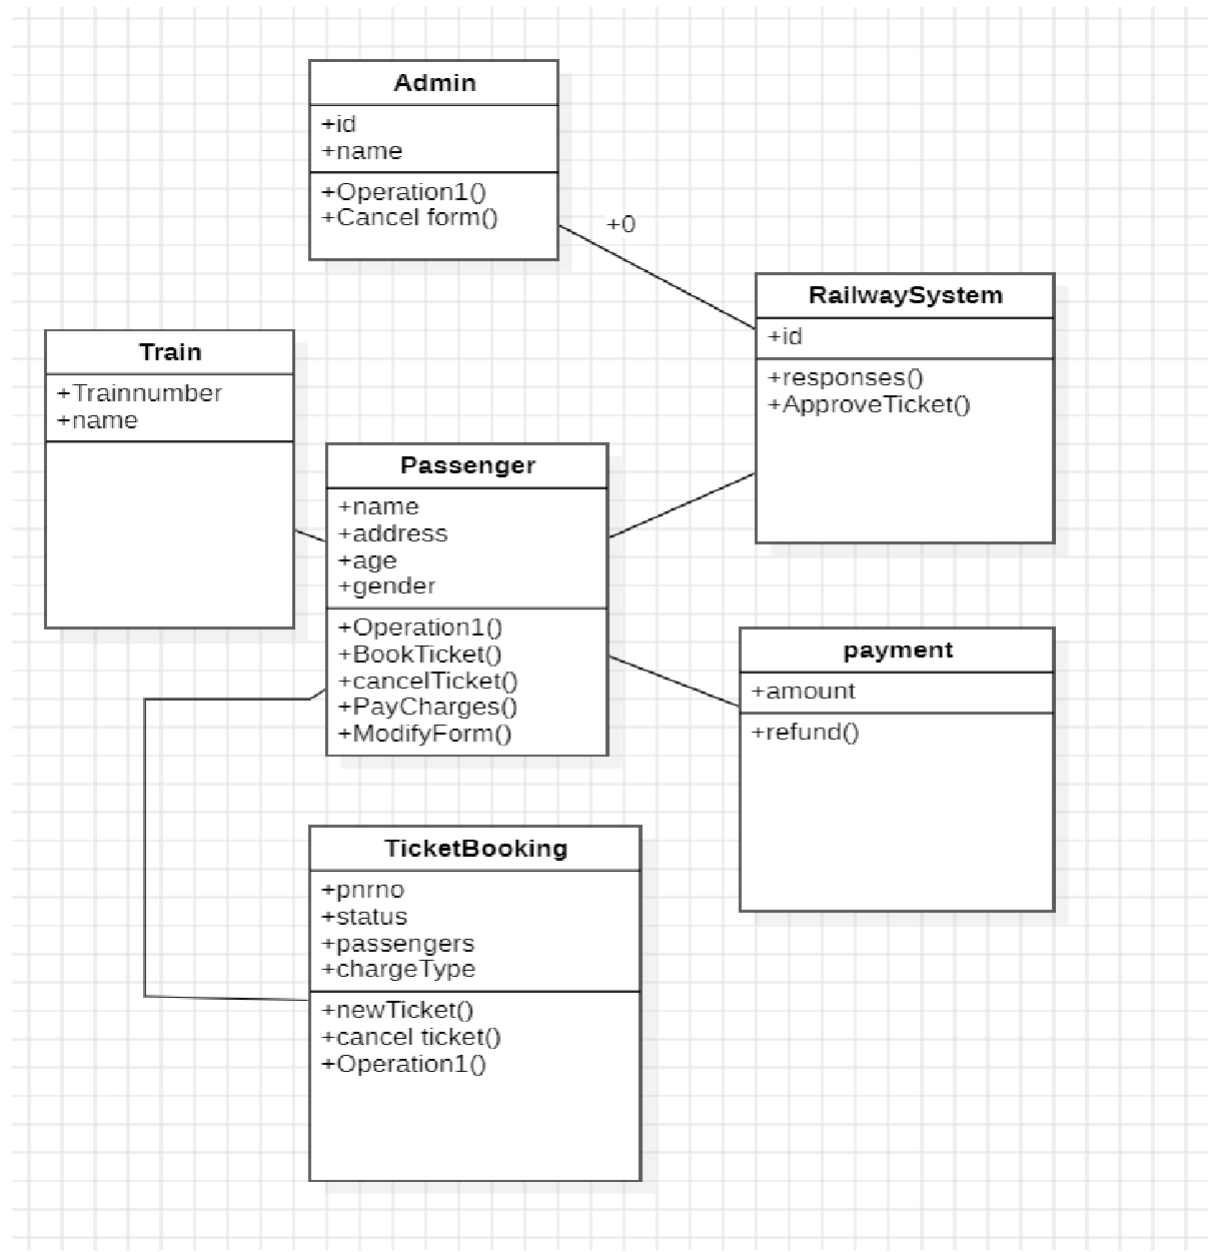 Admin
+id
+name
+Operation1()
+Cancel form()
+0
RailwaySystem
+id
+responses()
+ApproveTicket()
Train
+Trainnumber
+name
Passenger
+name
+address
+age
+gender
+Operation1()
+BookTicket()
+cancelTicket()
+PayCharges()
+ModifyForm()
payment
+amount
+refund()
TicketBooking
+pnrno
+status
+passengers
+chargeType
+newTicket()
+cancel ticket()
+Operation1()